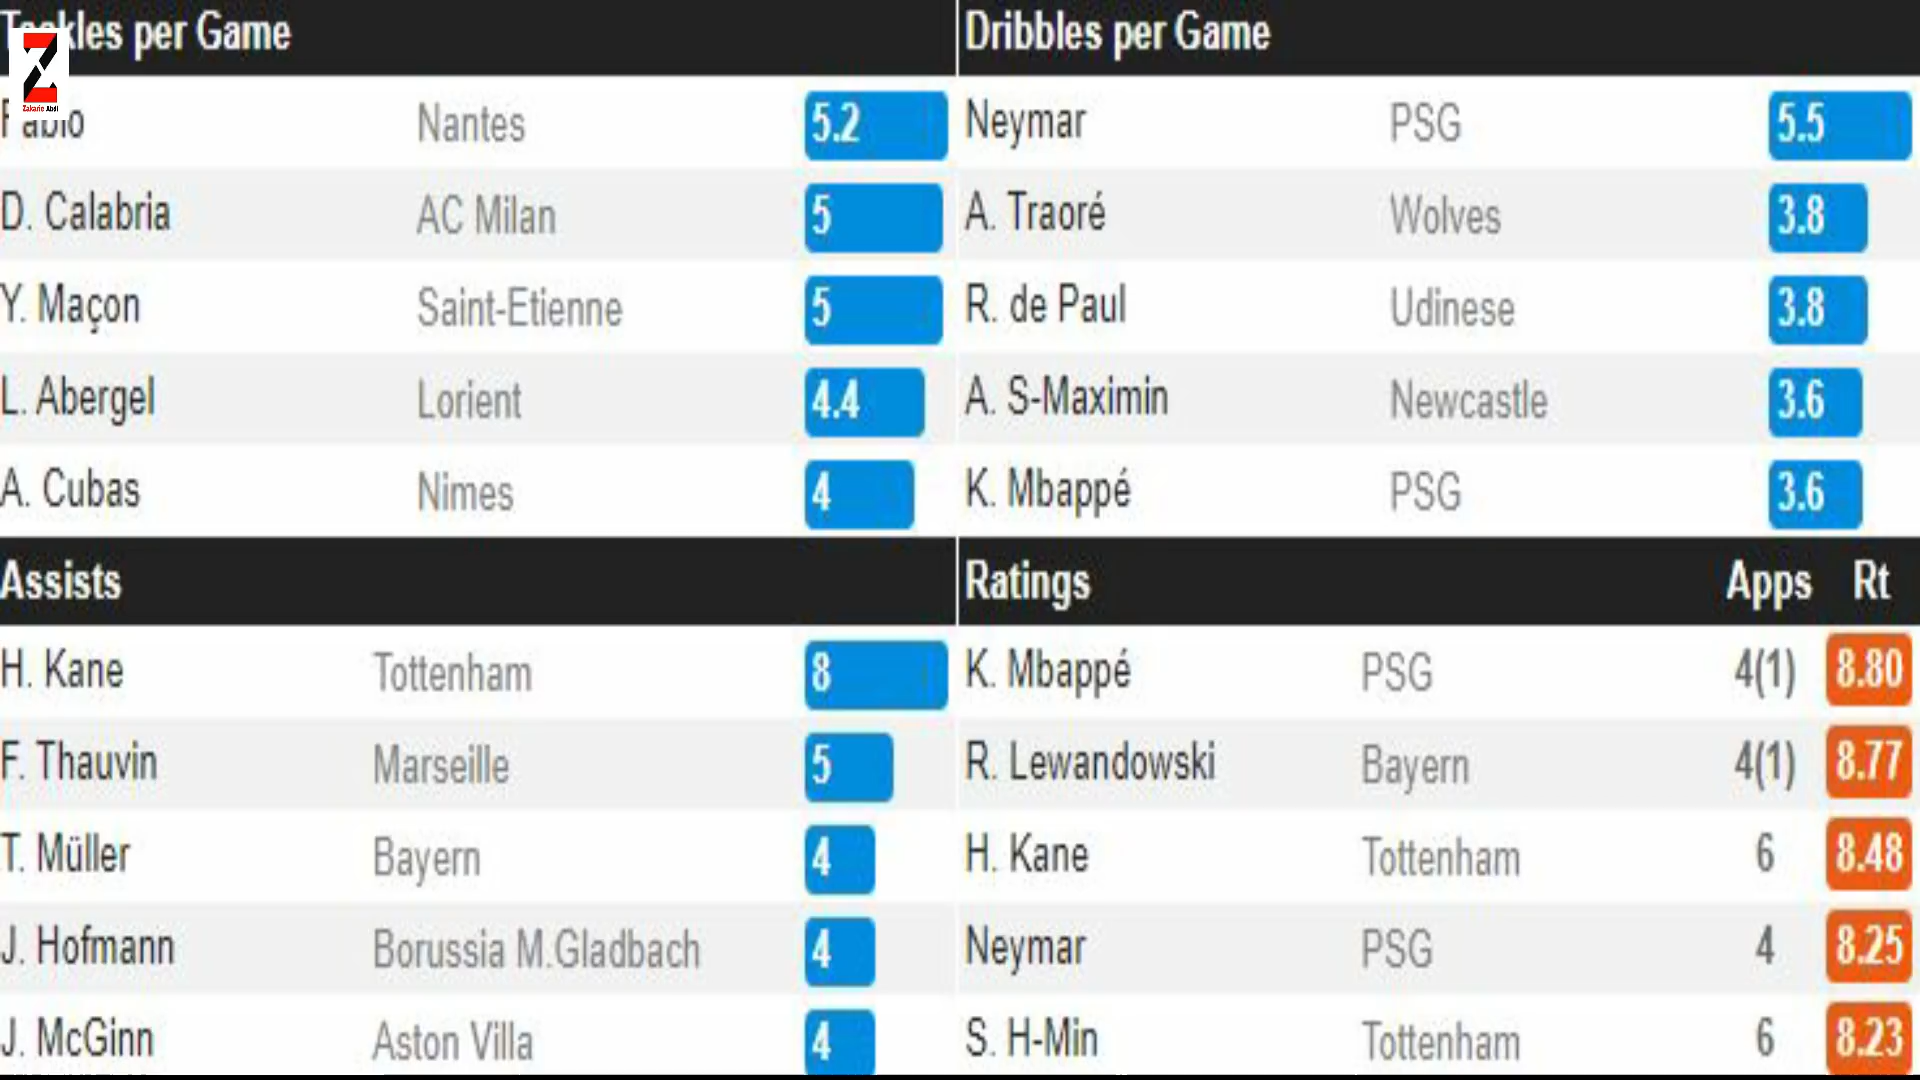 Tackles per Game
Fabio Nantes 5.2
D. Calabria AC Milan 5
Y. Maçon Saint-Etienne 5
L. Abergel Lorient 4.4
A. Cubas Nimes 4
Dribbles per Game
Neymar PSG 5.5
A. Traoré Wolves 3.8
R. de Paul Udinese 3.8
A. S-Maximin Newcastle 3.6
K. Mbappé PSG 3.6
Assists
H. Kane Tottenham 8
F. Thauvin Marseille 5
T. Müller Bayern 4
J. Hofmann Borussia M.Gladbach 4
J. McGinn Aston Villa 4
Ratings Apps Rt
K. Mbappé PSG 4(1) 8.80
R. Lewandowski Bayern 4(1) 8.77
H. Kane Tottenham 6 8.48
Neymar PSG 4 8.25
S. H-Min Tottenham 6 8.23
Z
Zakarie Abdi